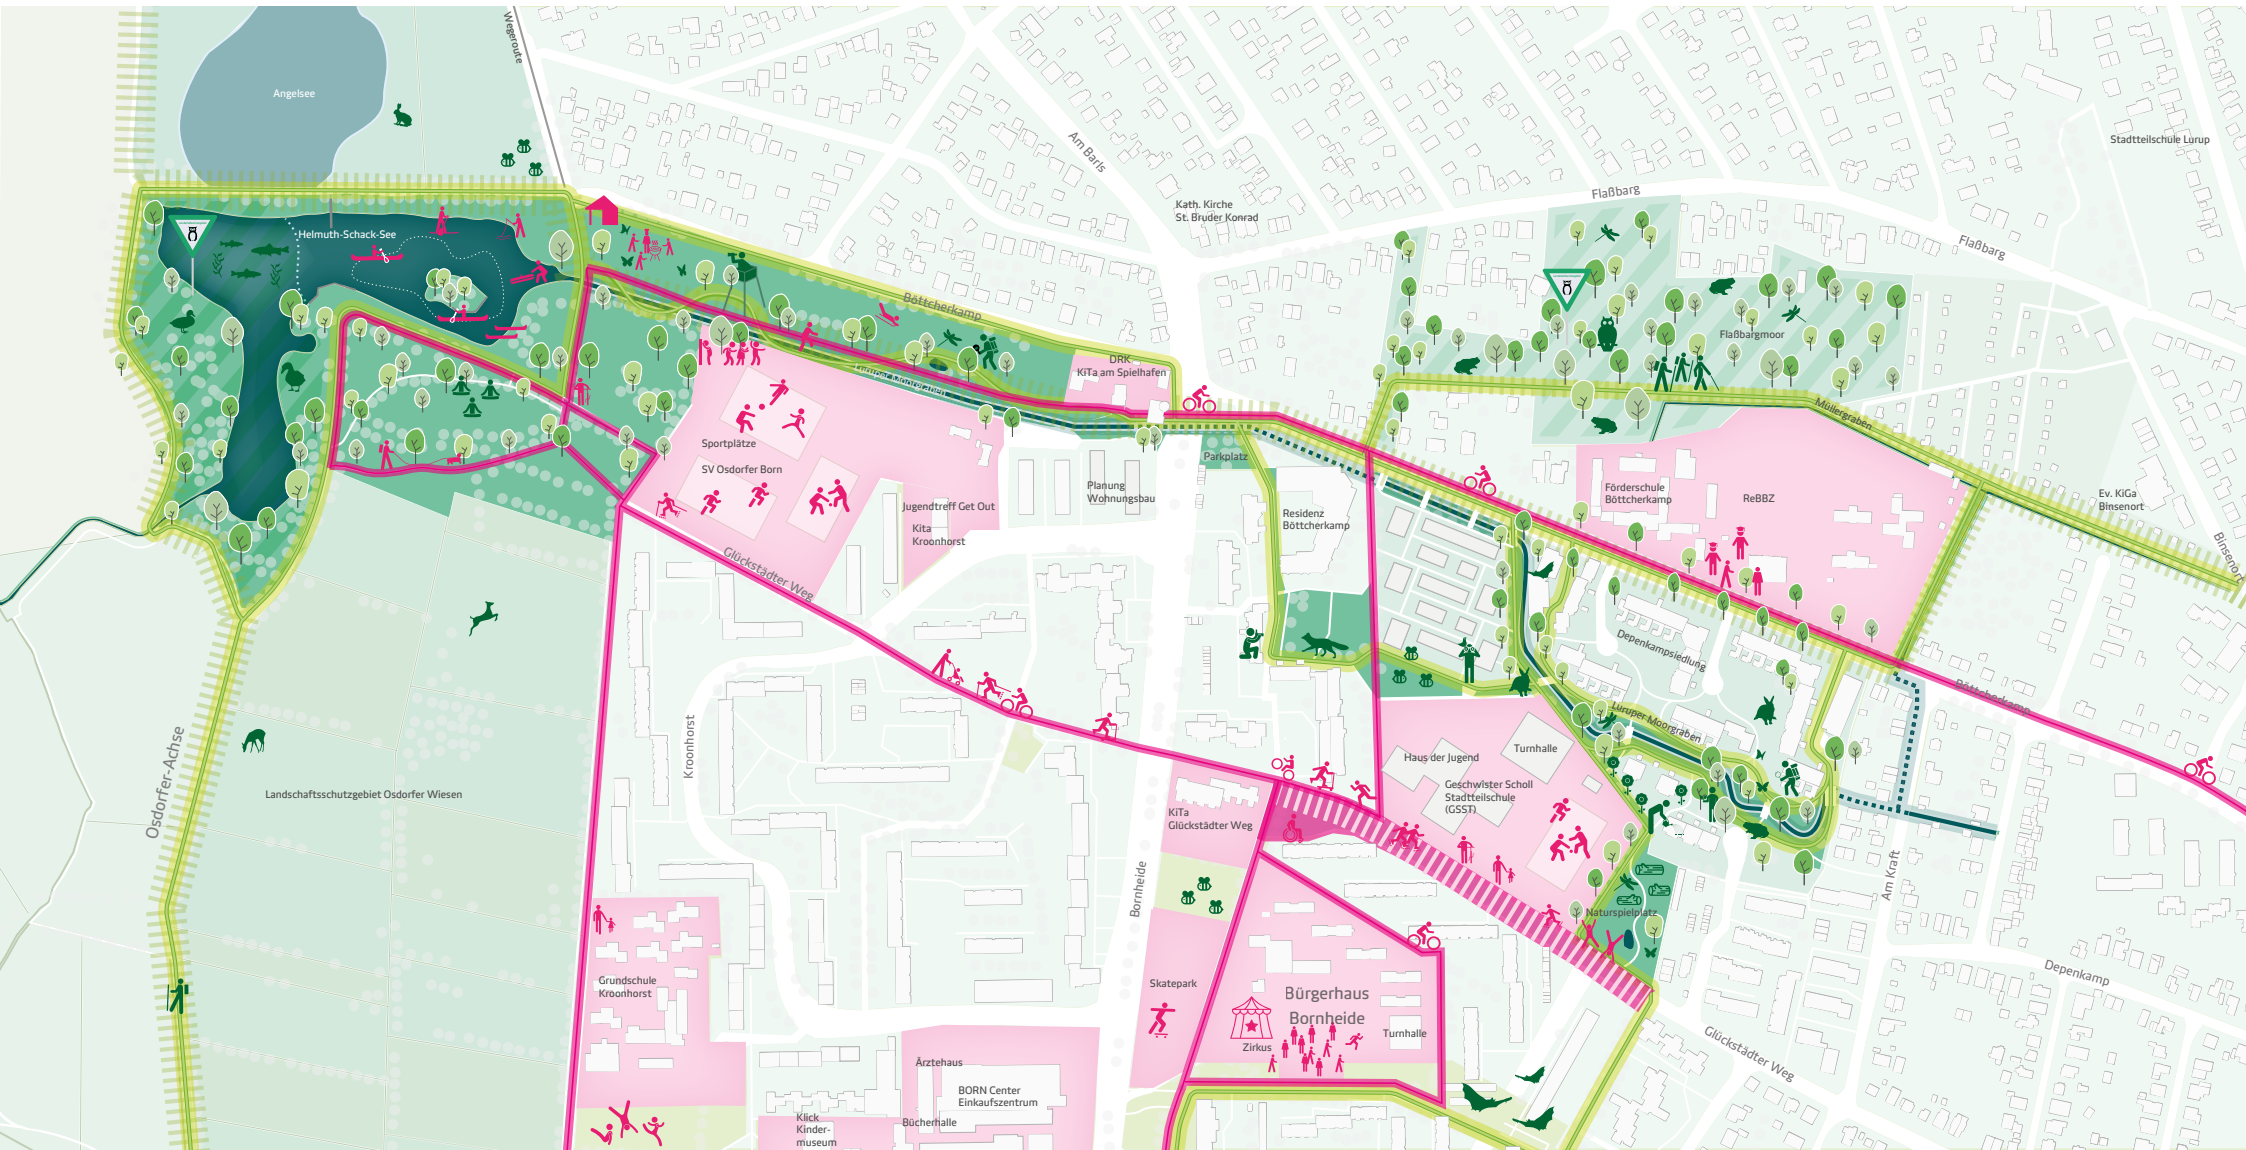 Wegeroute
Angelsee
Am Barls
Stadtteilschule Lurup
Flaßbarg
Kath. Kirche
St. Bruder Konrad
Flaßbarg
Helmuth-Schack-See
Böttcherkamp
Flaßbargmoor
DRK
KiTa am Spielhafen
Luruper Moorgraben
Müllergraben
Sportplätze
SV Osdorfer Born
Parkplatz
Planung
Wohnungsbau
Förderschule
Böttcherkamp
ReBBZ
Ev. KiGa
Binsenort
Binsenort
Jugendtreff Get Out
Kita
Kroonhorst
Residenz
Böttcherkamp
Glückstädter Weg
Depenkampsiedlung
Böttcherkamp
Luruper Moorgraben
Kroonhorst
Osdorfer-Achse
Haus der Jugend
Turnhalle
Geschwister Scholl
Stadtteilschule
(GSST)
Landschaftsschutzgebiet Osdorfer Wiesen
KiTa
Glückstädter Weg
Bornheide
Am Kraft
Naturspielplatz
Depenkamp
Grundschule
Kroonhorst
Skatepark
Bürgerhaus
Bornheide
Zirkus
Turnhalle
Glückstädter Weg
Ärztehaus
BORN Center
Einkaufszentrum
Klick
Kinder-
museum
Bücherhalle